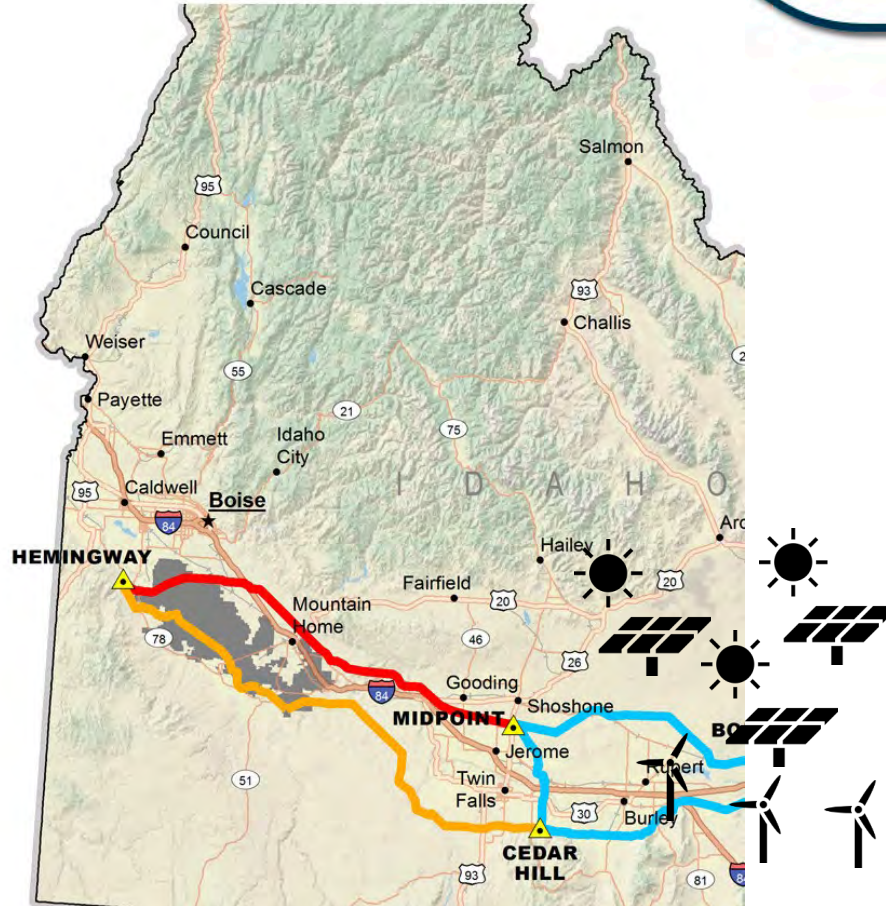 Salmon
95
Council
Cascade
93
Challis
Weiser
55
Payette
21
75
Emmett
Idaho
City
I D A H O
95
Caldwell
Boise
84
Hailey
HEMINGWAY
Fairfield
20
20
Mountain
Home
78
46
26
84
Gooding
Shoshone
MIDPOINT
Jerome
Rupert
51
Twin
Falls
30
Burley
CEDAR
HILL
93
81